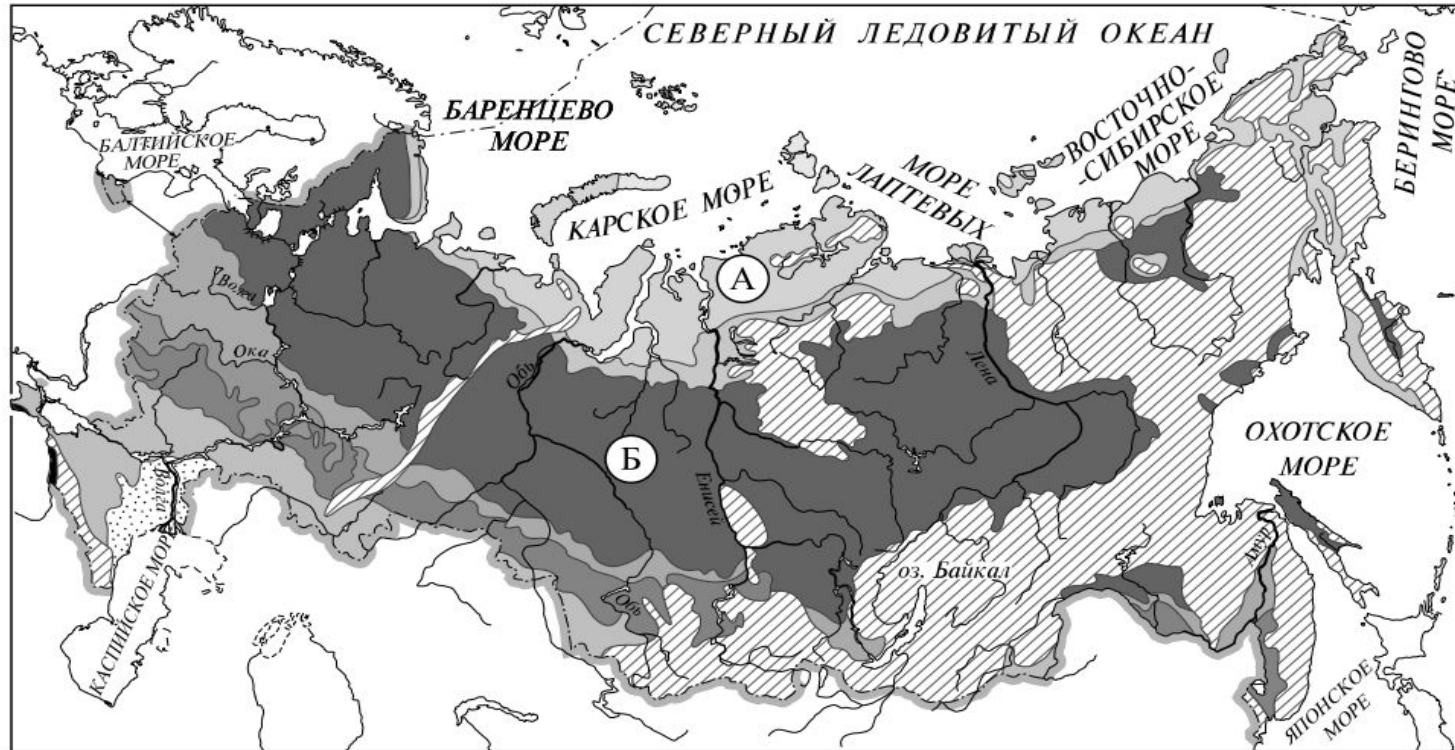 СЕВЕРНЫЙ ЛЕДОВИТЫЙ ОКЕАН
БАРЕНЦЕВО
МОРЕ
БАЛТИЙСКОЕ
МОРЕ
КАРСКОЕ МОРЕ
МОРЕ
ЛАПТЕВЫХ
ВОСТОЧНО-
-СИБИРСКОЕ
МОРЕ
БЕРИНГОВО
МОРЕ
А
Волга
Ока
Обь
Лена
Б
Енисей
ОХОТСКОЕ
МОРЕ
Волга
КАСПИЙСКОЕ МОРЕ
Обь
оз. Байкал
Амур
ЯПОНСКОЕ
МОРЕ